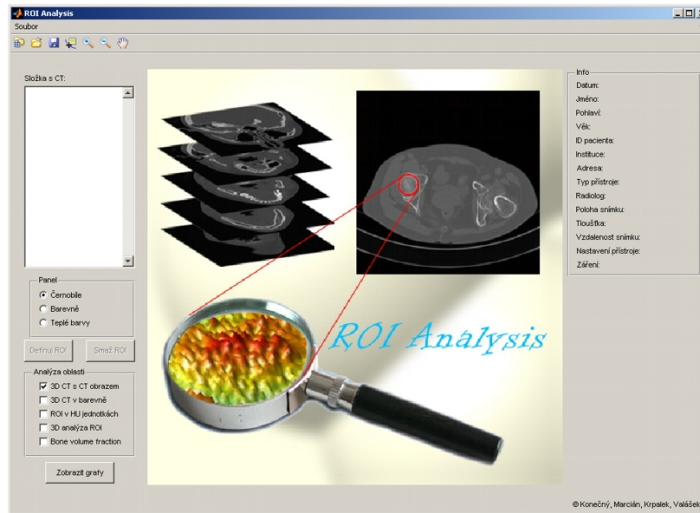 ROI Analysis
Soubor
Složka s CT:
Panel
Černobíle
Barevně
Teplé barvy
Definuj ROI
Smaž ROI
Analýza oblasti
3D CT s CT obrazem
3D CT v barevně
ROI v HU jednotkách
3D analýza ROI
Bone volume fraction
Zobrazit grafy
ROI Analysis
Info
Datum:
Jméno:
Pohlaví:
Věk:
ID pacienta:
Instituce:
Adresa:
Typ přístroje:
Radiolog:
Poloha snímku:
Tloušťka:
Vzdalenost snímku:
Nastavení přístroje:
Záření:
© Konečný, Marcián, Krpalek, Valášek